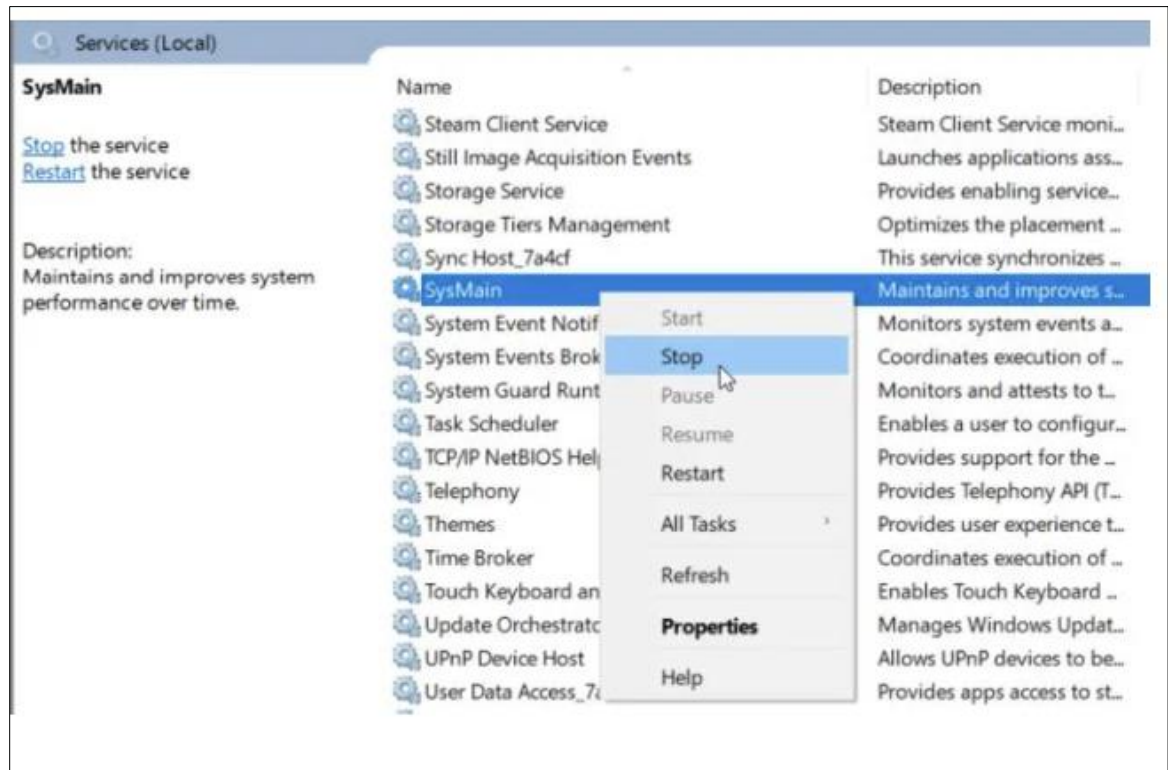 Services (Local)
SysMain
Stop the service
Restart the service
Description:
Maintains and improves system
performance over time.
Name Description
Steam Client Service Steam Client Service moni...
Still Image Acquisition Events Launches applications ass...
Storage Service Provides enabling service...
Storage Tiers Management Optimizes the placement ...
Sync Host_7a4cf This service synchronizes ...
SysMain Maintains and improves s...
System Event Notif Monitors system events a...
System Events Brok Coordinates execution of ...
System Guard Runt Monitors and attests to t...
Task Scheduler Enables a user to configur...
TCP/IP NetBIOS Hel Provides support for the ...
Telephony Provides Telephony API (T...
Themes Provides user experience t...
Time Broker Coordinates execution of ...
Touch Keyboard an Enables Touch Keyboard ...
Update Orchestratc Manages Windows Updat...
UPnP Device Host Allows UPnP devices to be...
User Data Access_7a Provides apps access to st...
Start
Stop
Pause
Resume
Restart
All Tasks
Refresh
Properties
Help